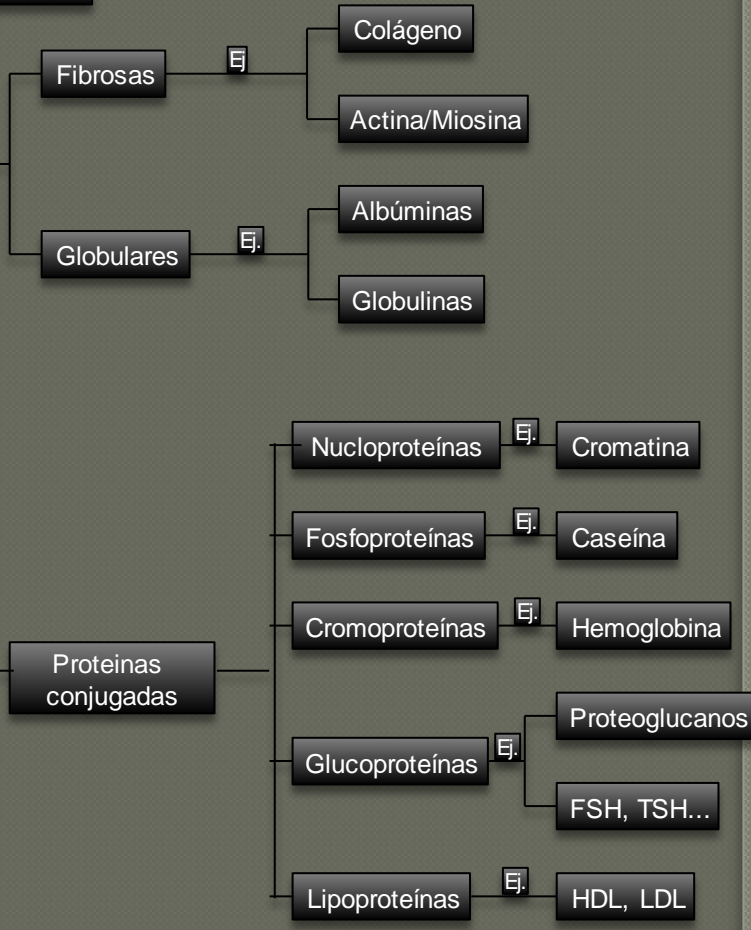 Colágeno
Fibrosas
Ej
Actina/Miosina
Albúminas
Globulares
Ej.
Globulinas
Nucloproteínas
Ej.
Cromatina
Fosfoproteínas
Ej.
Caseína
Cromoproteínas
Ej.
Hemoglobina
Proteinas
conjugadas
Glucoproteínas
Ej.
Proteoglucanos
FSH, TSH...
Lipoproteínas
Ej.
HDL, LDL